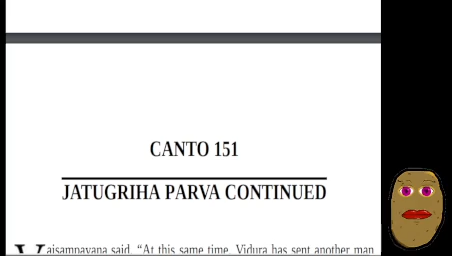 CANTO 151
JATUGRIHA PARVA CONTINUED
Vaisampayana said, “At this same time, Vidura has sent another man